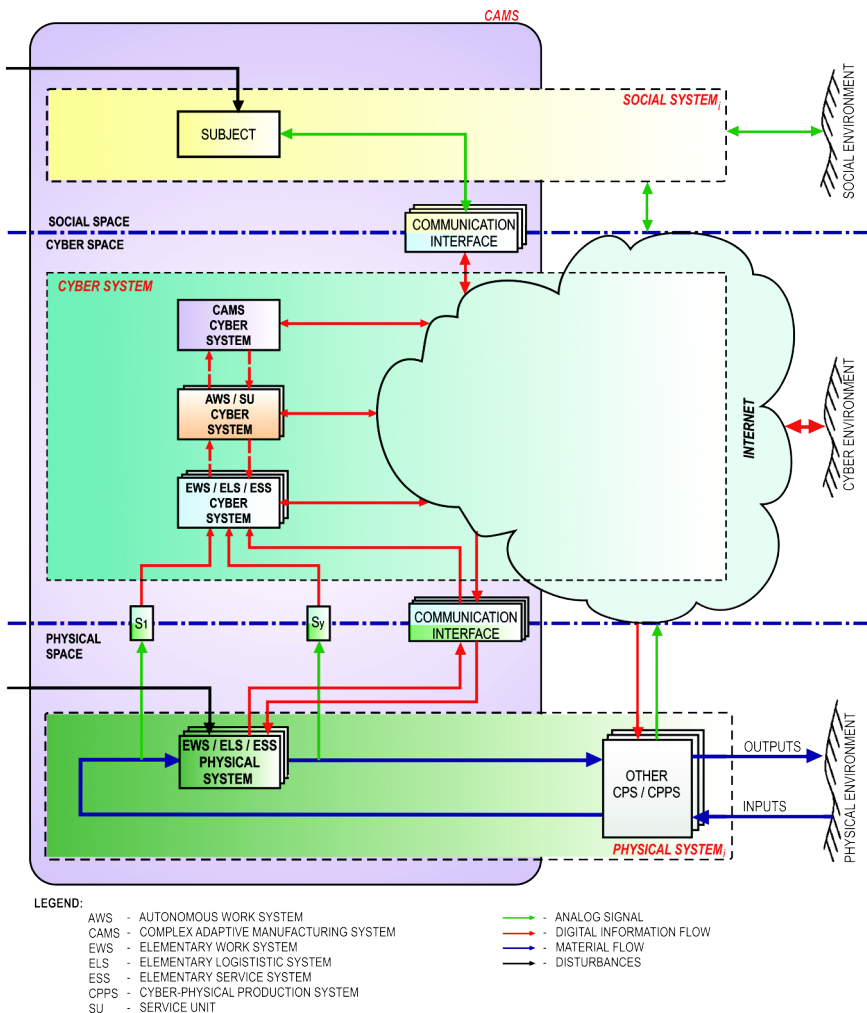 CAMS
SOCIAL SYSTEMi
SUBJECT
SOCIAL ENVIRONMENT
SOCIAL SPACE
COMMUNICATION
INTERFACE
CYBER SPACE
CYBER SYSTEM
CAMS
CYBER
SYSTEM
AWS / SU
CYBER
SYSTEM
EWS / ELS / ESS
CYBER
SYSTEM
INTERNET
CYBER ENVIRONMENT
S1
Sy
COMMUNICATION
INTERFACE
PHYSICAL
SPACE
EWS / ELS / ESS
PHYSICAL
SYSTEM
OTHER
CPS / CPPS
OUTPUTS
INPUTS
PHYSICAL ENVIRONMENT
PHYSICAL SYSTEMi
LEGEND:
AWS - AUTONOMOUS WORK SYSTEM
CAMS - COMPLEX ADAPTIVE MANUFACTURING SYSTEM
EWS - ELEMENTARY WORK SYSTEM
ELS - ELEMENTARY LOGISTISTIC SYSTEM
ESS - ELEMENTARY SERVICE SYSTEM
CPPS - CYBER-PHYSICAL PRODUCTION SYSTEM
SU - SERVICE UNIT
- ANALOG SIGNAL
- DIGITAL INFORMATION FLOW
- MATERIAL FLOW
- DISTURBANCES